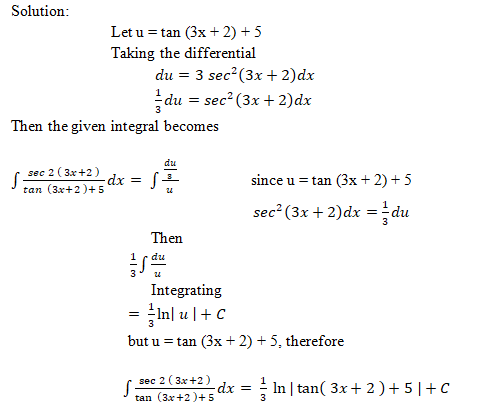 Solution:
Let u = tan (3x + 2) + 5
Taking the differential
du = 3 sec²(3x + 2)dx
1/3 du = sec²(3x + 2)dx
Then the given integral becomes
∫ sec 2 (3x+2) / tan (3x+2)+5 dx = ∫ (du/3)/u since u = tan (3x + 2) + 5
sec²(3x + 2)dx = 1/3 du
Then
1/3 ∫ du/u
Integrating
= 1/3 ln| u | + C
but u = tan (3x + 2) + 5, therefore
∫ sec 2 (3x+2) / tan (3x+2)+5 dx = 1/3 ln | tan( 3x + 2 ) + 5 | + C